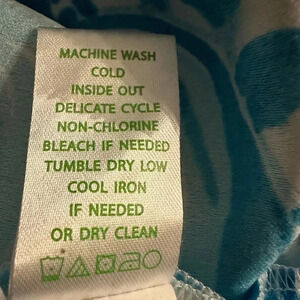 MACHINE WASH
COLD
INSIDE OUT
DELICATE CYCLE
NON-CHLORINE
BLEACH IF NEEDED
TUMBLE DRY LOW
COOL IRON
IF NEEDED
OR DRY CLEAN